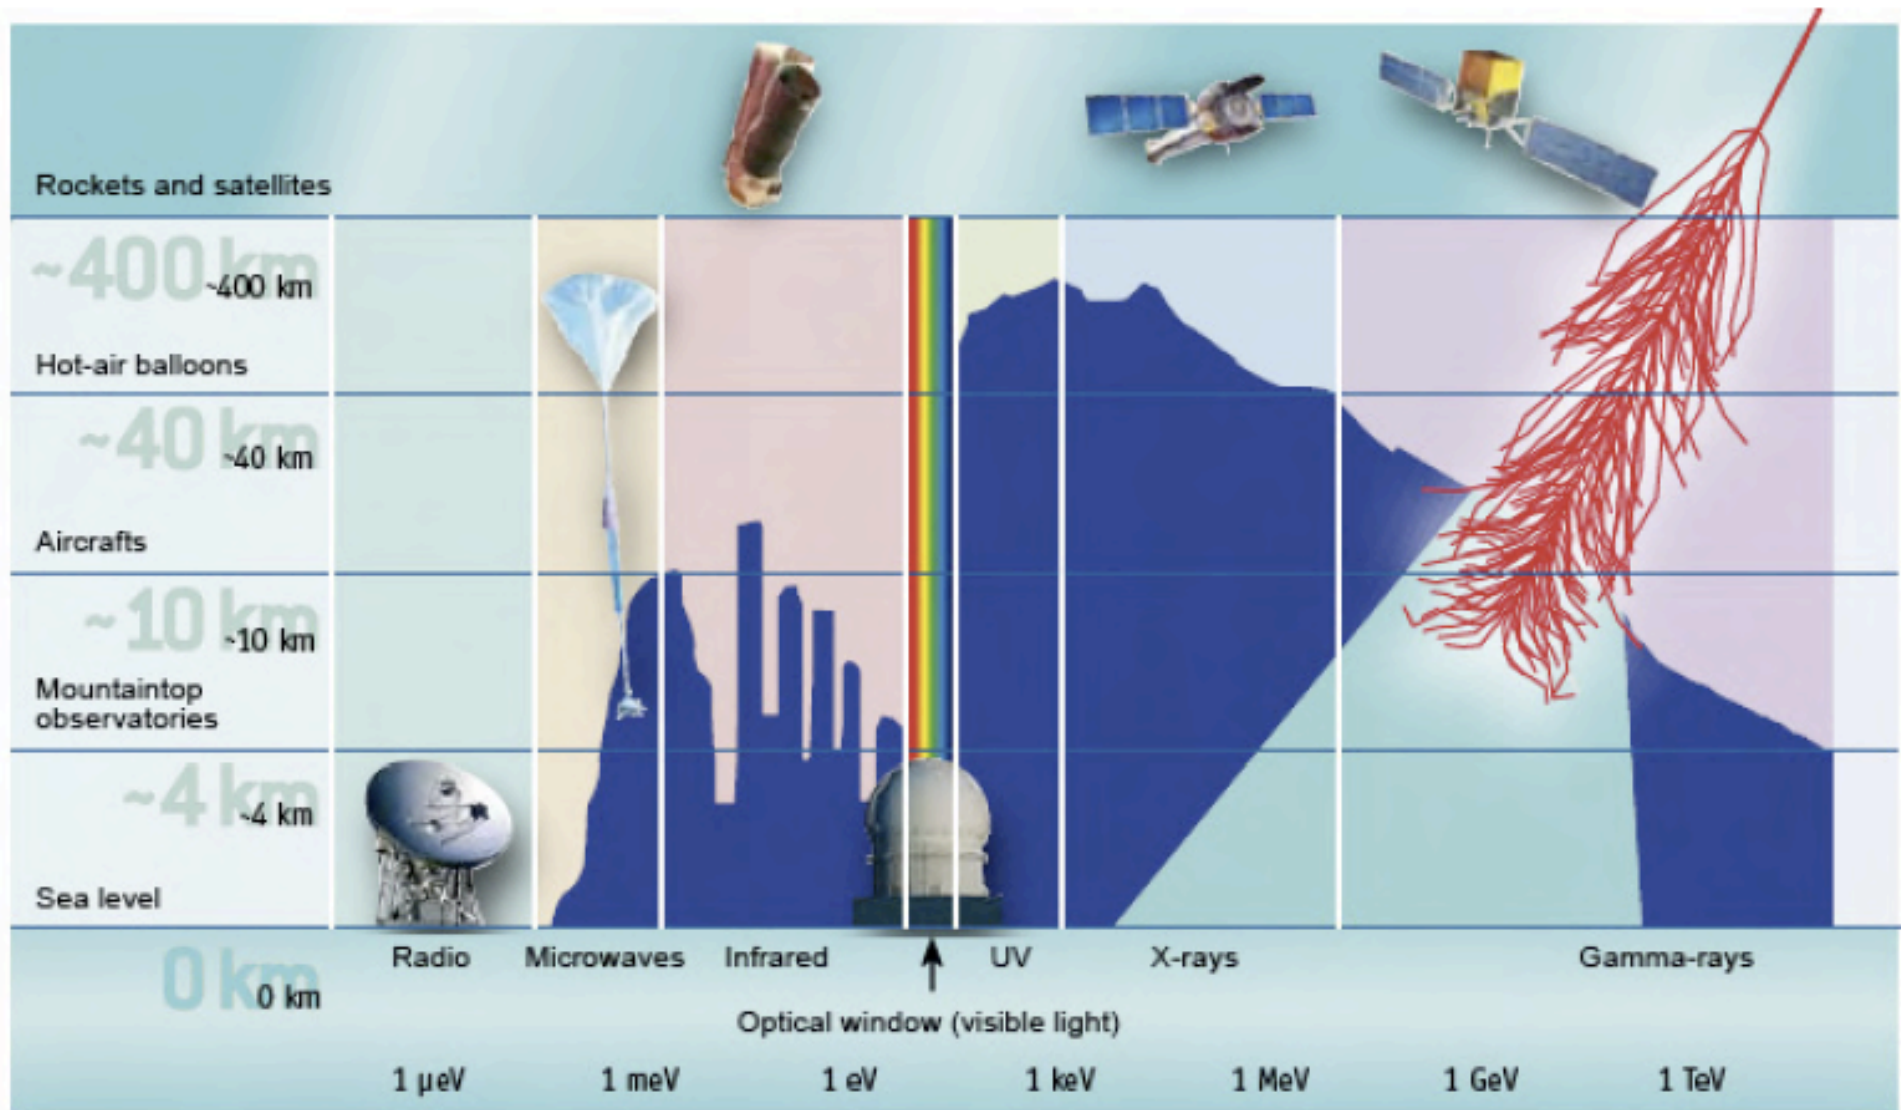 Rockets and satellites
~400 km
~400 km
Hot-air balloons
~40 km
~40 km
Aircrafts
~10 km
~10 km
Mountaintop
observatories
~4 km
~4 km
Sea level
0 km
0 km
Radio
Microwaves
Infrared
UV
X-rays
Gamma-rays
Optical window (visible light)
1 µeV
1 meV
1 eV
1 keV
1 MeV
1 GeV
1 TeV